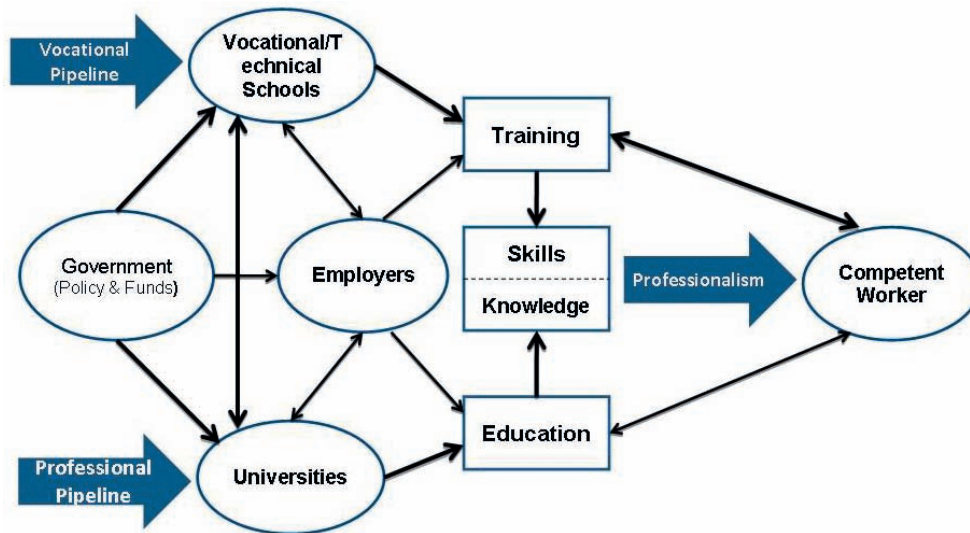 Vocational
Pipeline
Vocational/T
echnical
Schools
Training
Government
(Policy & Funds)
Employers
Skills
Knowledge
Professionalism
Competent
Worker
Professional
Pipeline
Universities
Education